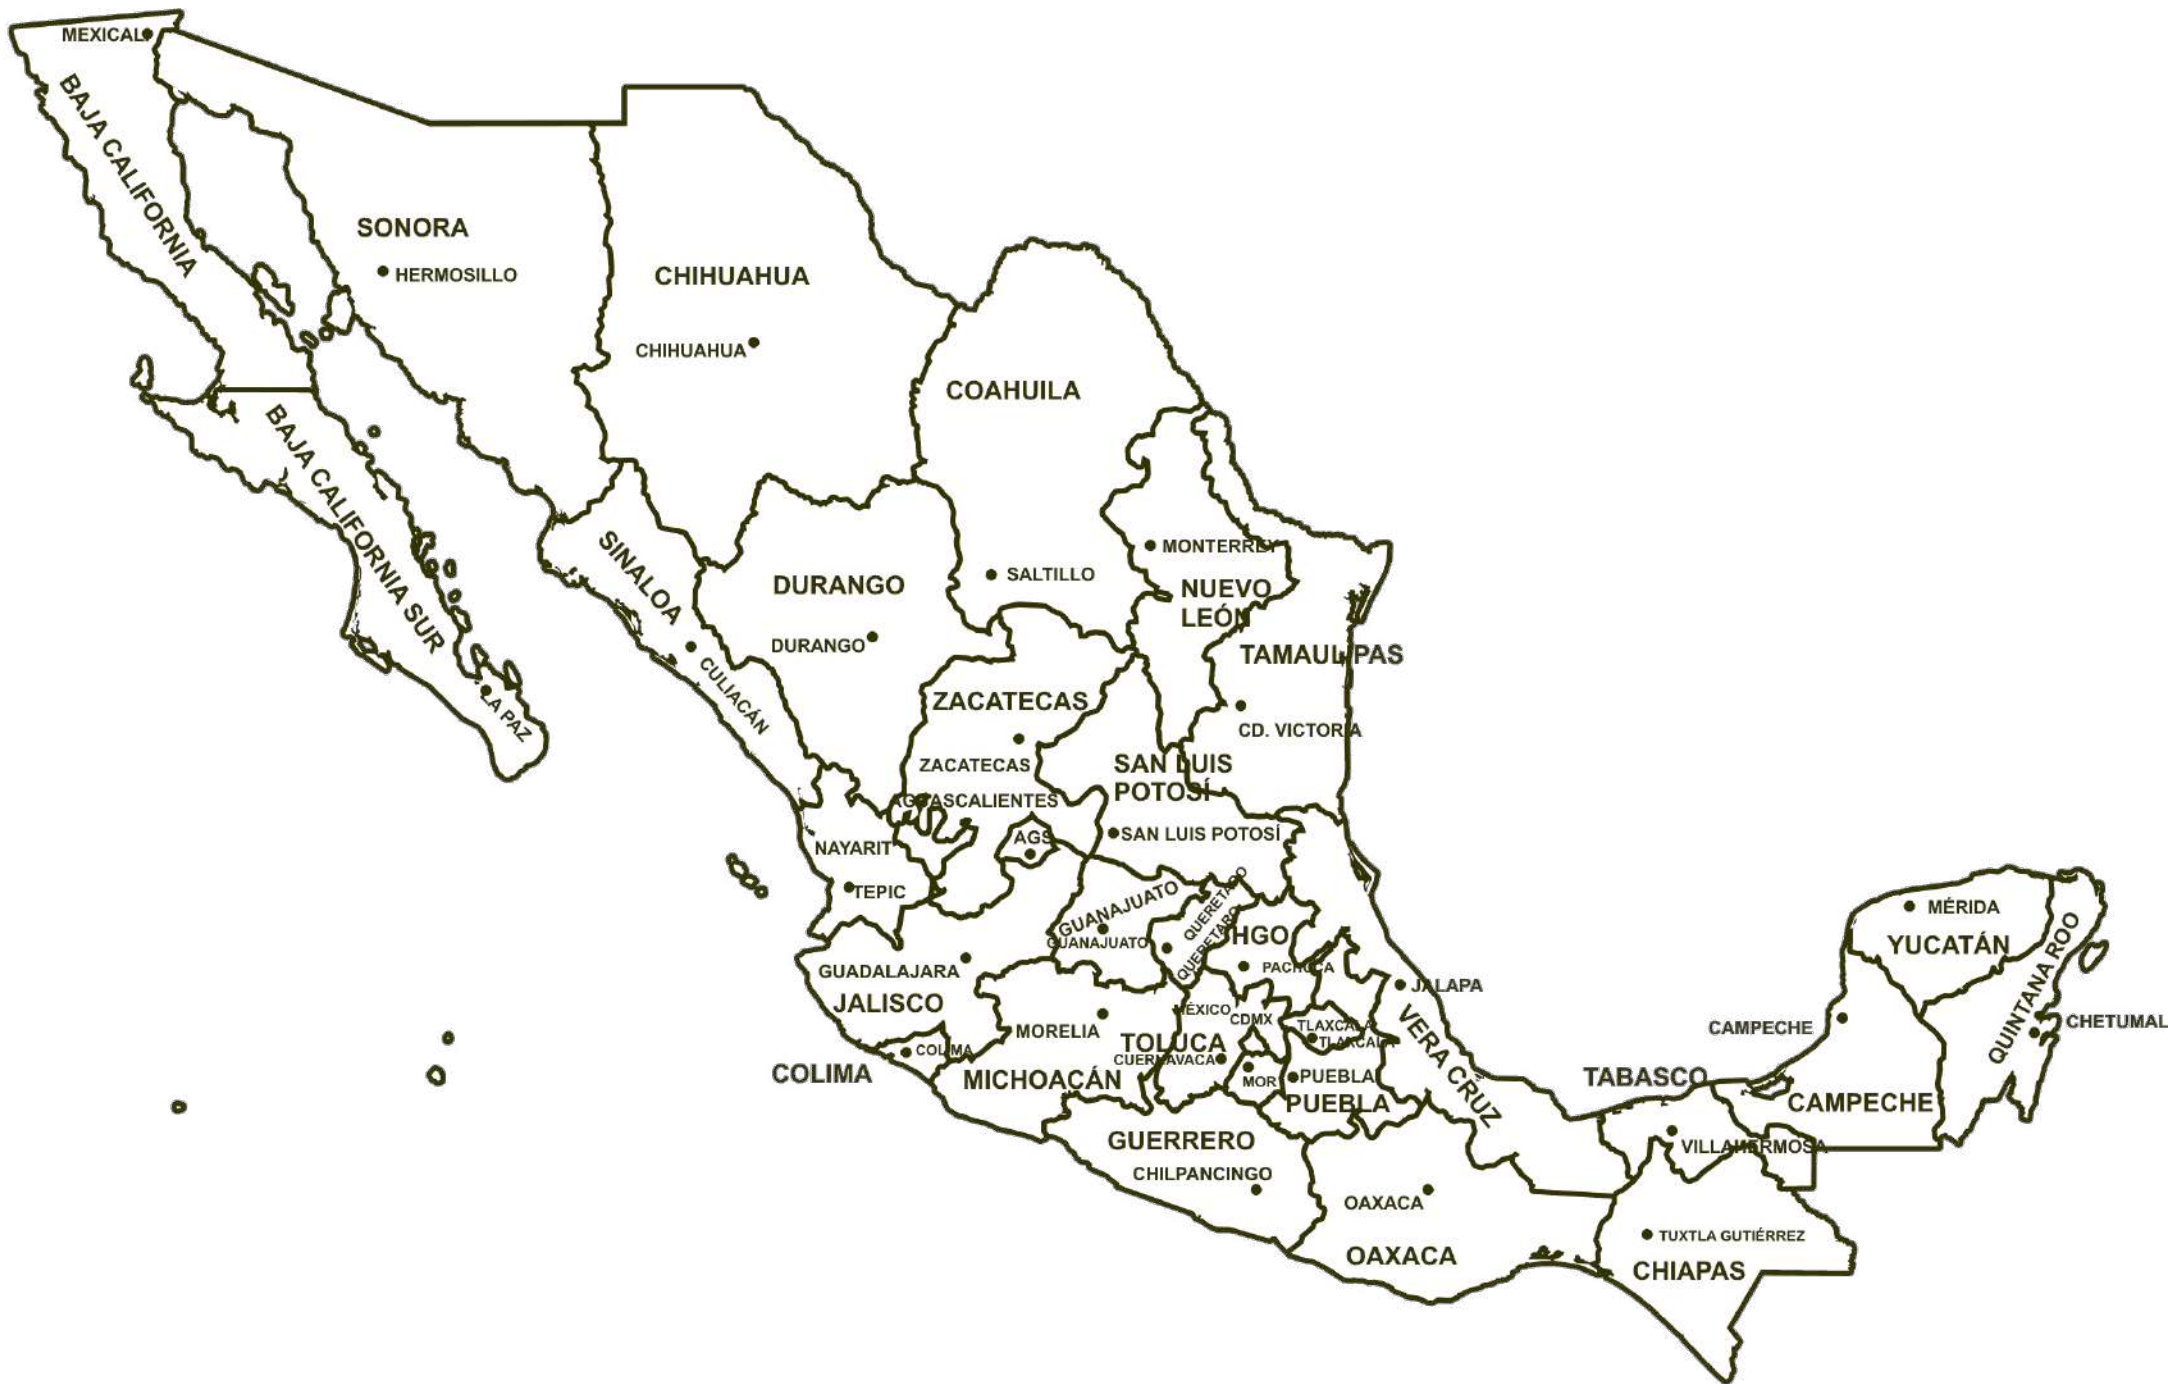 MEXICALI
BAJA CALIFORNIA
SONORA
HERMOSILLO
CHIHUAHUA
CHIHUAHUA
COAHUILA
BAJA CALIFORNIA SUR
MONTERREY
SALTILLO
NUEVO
LEÓN
SINALOA
DURANGO
DURANGO
TAMAULIPAS
CULIACÁN
LA PAZ
ZACATECAS
CD. VICTORIA
ZACATECAS
SAN LUIS
POTOSÍ
AGUASCALIENTES
AGS
SAN LUIS POTOSÍ
NAYARIT
TEPIC
GUANAJUATO
GUANAJUATO
QUERETARO
QUERETARO
HGO
PACHUCA
MÉRIDA
YUCATÁN
QUINTANA ROO
GUADALAJARA
JALISCO
JALAPA
MÉXICO
CDMX
TLAXCALA
TLAXCALA
VERA CRUZ
CAMPECHE
CHETUMAL
MORELIA
TOLUCA
CUERNAVACA
COLIMA
COLIMA
MICHOACÁN
MOR
PUEBLA
PUEBLA
TABASCO
CAMPECHE
GUERRERO
VILLAHERMOSA
CHILPANCINGO
OAXACA
OAXACA
TUXTLA GUTIÉRREZ
CHIAPAS